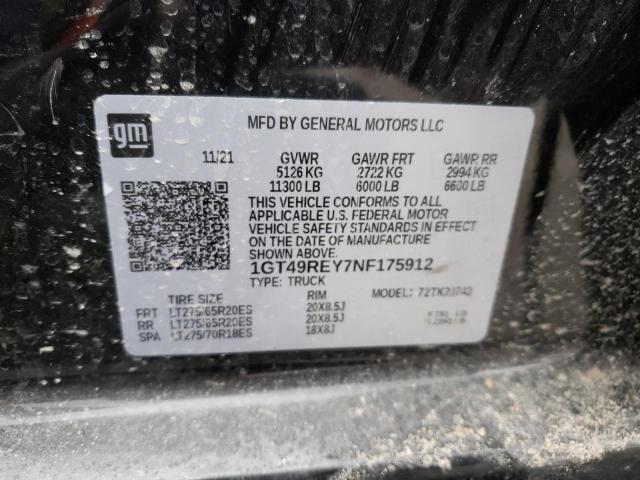 gm
MFD BY GENERAL MOTORS LLC
11/21 GVWR GAWR FRT GAWR RR
5126 KG 2722 KG 2994 KG
11300 LB 6000 LB 6600 LB
THIS VEHICLE CONFORMS TO ALL
APPLICABLE U.S. FEDERAL MOTOR
VEHICLE SAFETY STANDARDS IN EFFECT
ON THE DATE OF MANUFACTURE
SHOWN ABOVE.
1GT49REY7NF175912
TYPE: TRUCK MODEL: 72TK20743
TIRE SIZE RIM
FRT LT275/65R20ES 20X8.5J
RR LT275/65R20ES 20X8.5J
SPA LT275/70R18ES 18X8J